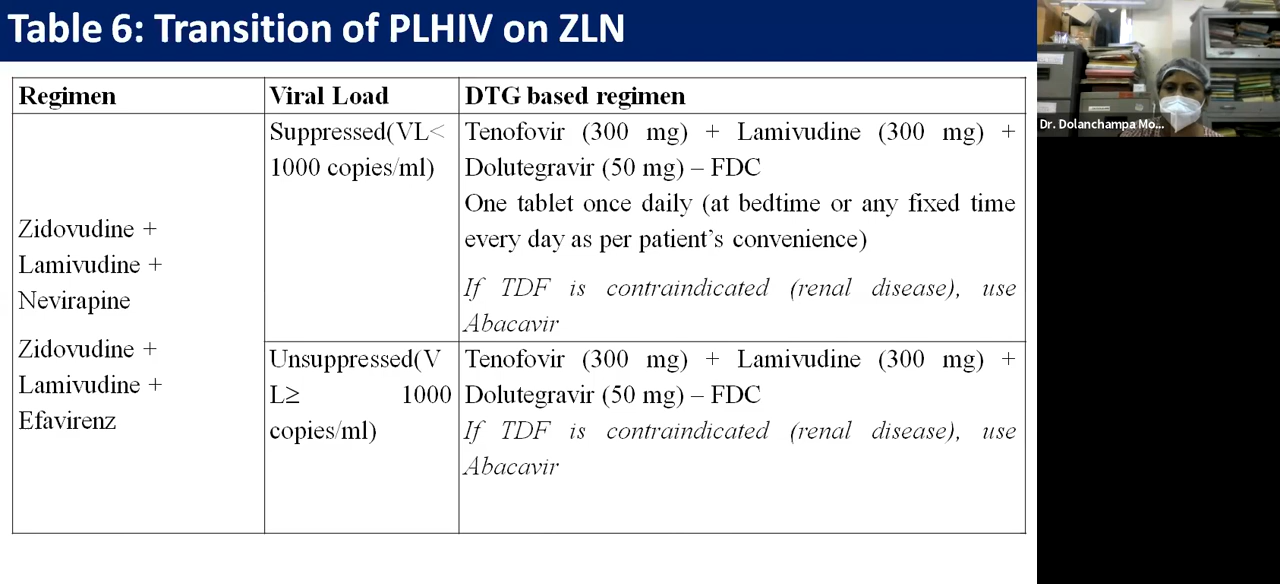 Table 6: Transition of PLHIV on ZLN
Regimen
Viral Load
DTG based regimen
Zidovudine +
Lamivudine +
Nevirapine
Zidovudine +
Lamivudine +
Efavirenz
Suppressed(VL<
1000 copies/ml)
Tenofovir (300 mg) + Lamivudine (300 mg) +
Dolutegravir (50 mg) – FDC
One tablet once daily (at bedtime or any fixed time
every day as per patient's convenience)
If TDF is contraindicated (renal disease), use
Abacavir
Unsuppressed(V
L≥ 1000
copies/ml)
Tenofovir (300 mg) + Lamivudine (300 mg) +
Dolutegravir (50 mg) – FDC
If TDF is contraindicated (renal disease), use
Abacavir
Dr. Dolanchampa Mo...